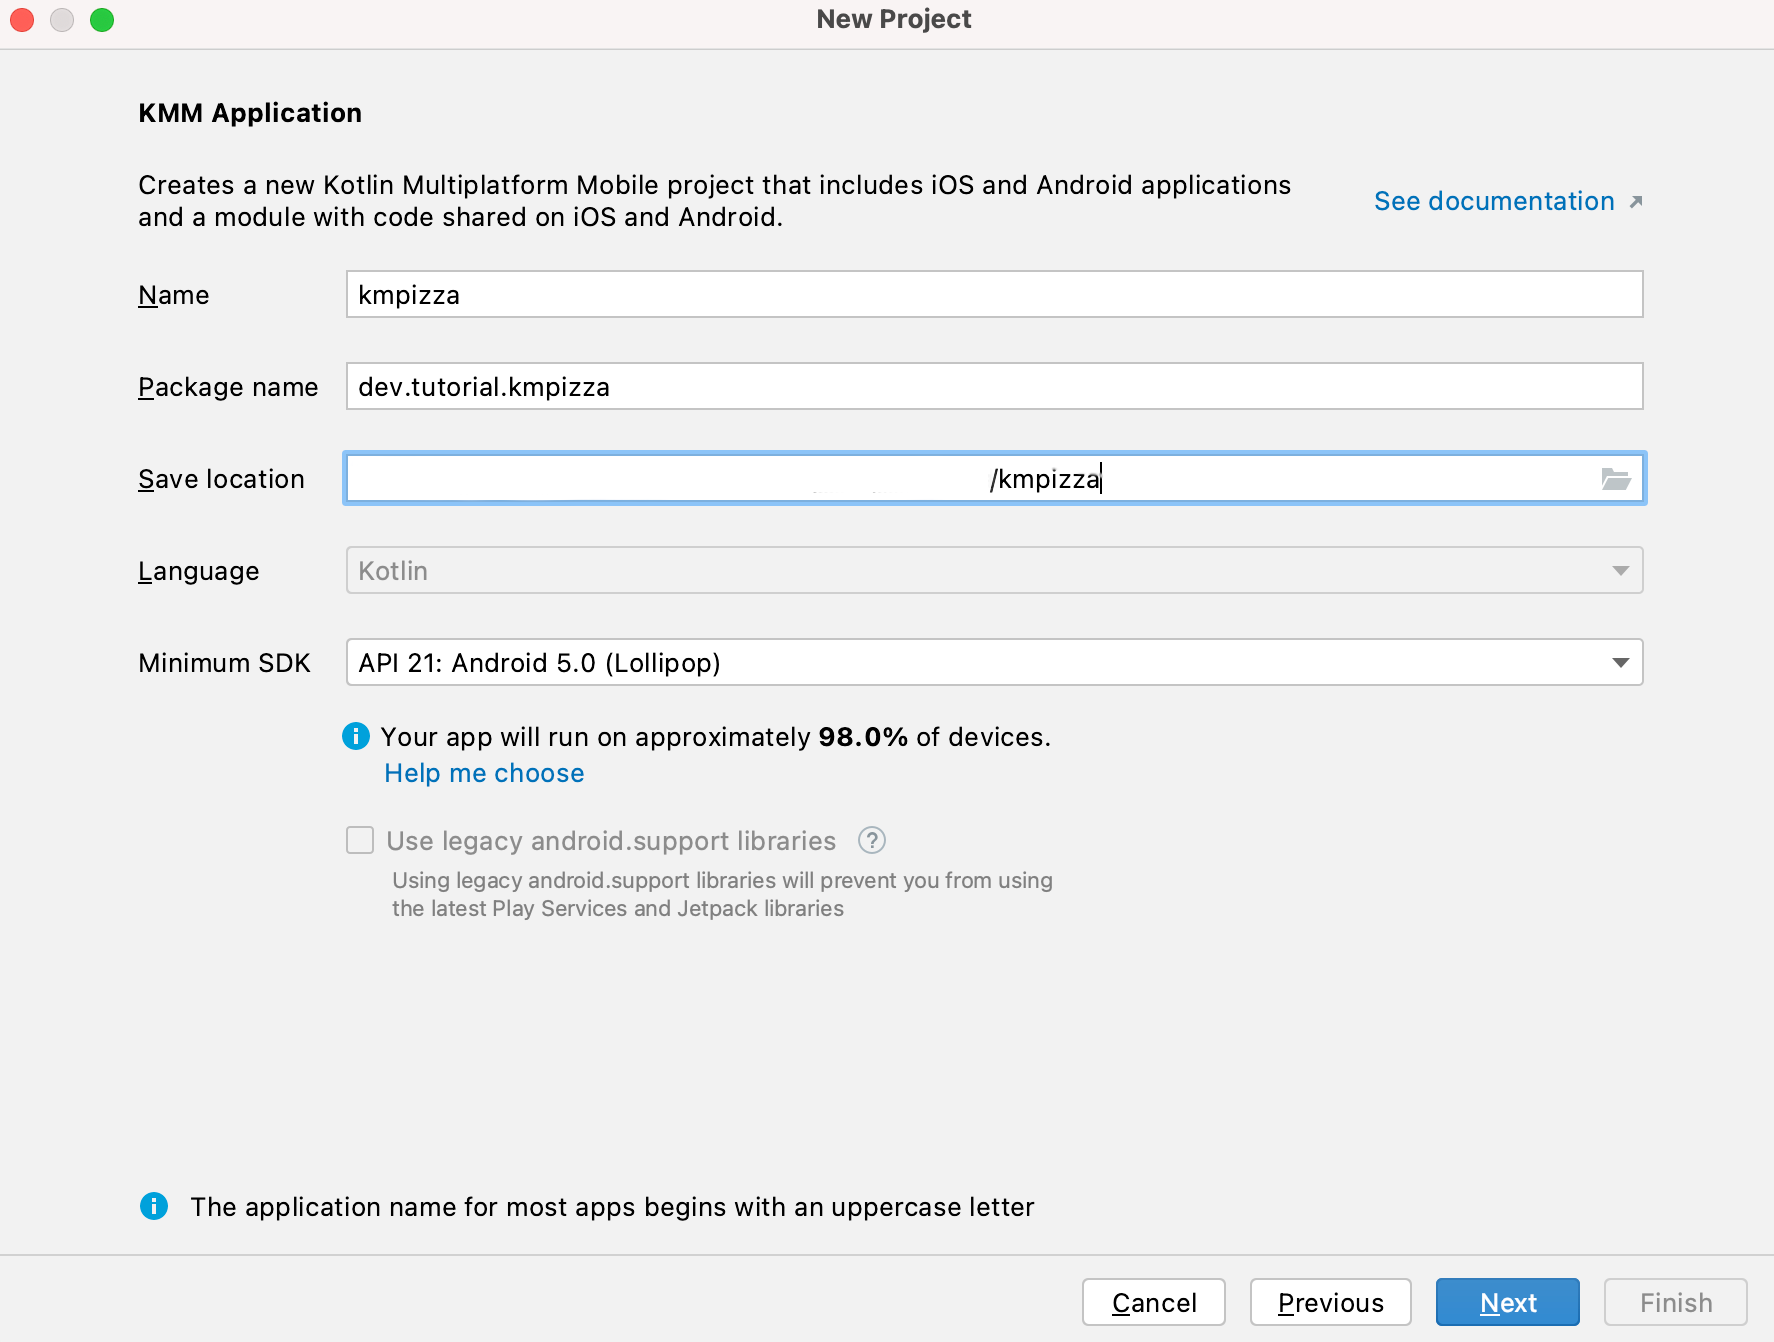 New Project
KMM Application
Creates a new Kotlin Multiplatform Mobile project that includes iOS and Android applications
and a module with code shared on iOS and Android.
See documentation
Name
kmpizza
Package name
dev.tutorial.kmpizza
Save location
/kmpizza
Language
Kotlin
Minimum SDK
API 21: Android 5.0 (Lollipop)
Your app will run on approximately 98.0% of devices.
Help me choose
Use legacy android.support libraries ?
Using legacy android.support libraries will prevent you from using
the latest Play Services and Jetpack libraries
The application name for most apps begins with an uppercase letter
Cancel
Previous
Next
Finish